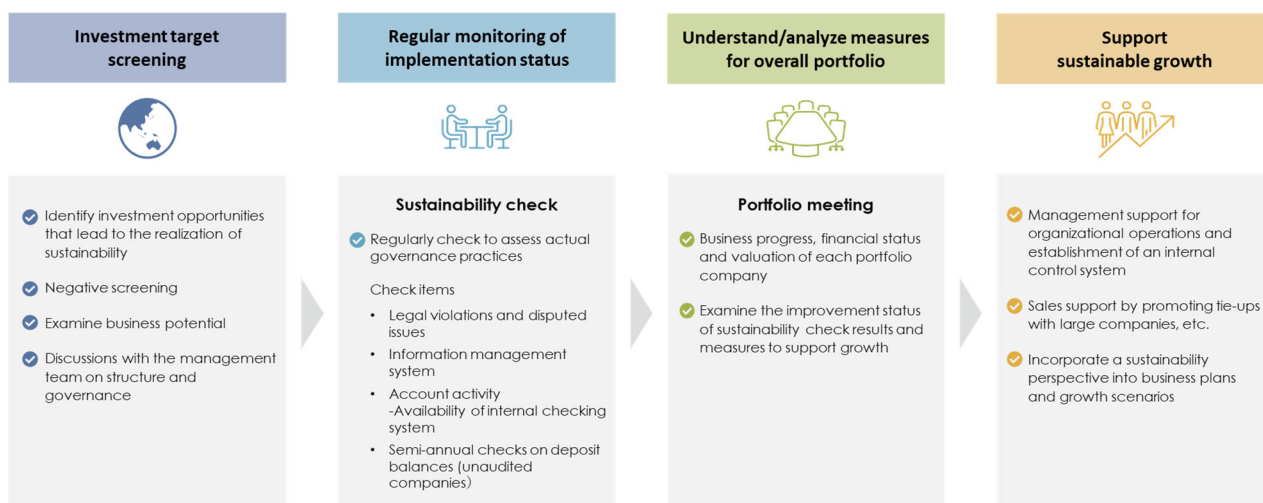 Investment target
screening
Regular monitoring of
implementation status
Understand/analyze measures
for overall portfolio
Support
sustainable growth
Identify investment opportunities
that lead to the realization of
sustainability
Negative screening
Examine business potential
Discussions with the management
team on structure and
governance
Sustainability check
Regularly check to assess actual
governance practices
Check items
• Legal violations and disputed
issues
• Information management
system
• Account activity
-Availability of internal checking
system
• Semi-annual checks on deposit
balances (unaudited
companies)
Portfolio meeting
Business progress, financial status
and valuation of each portfolio
company
Examine the improvement status
of sustainability check results and
measures to support growth
Management support for
organizational operations and
establishment of an internal
control system
Sales support by promoting tie-ups
with large companies, etc.
Incorporate a sustainability
perspective into business plans
and growth scenarios